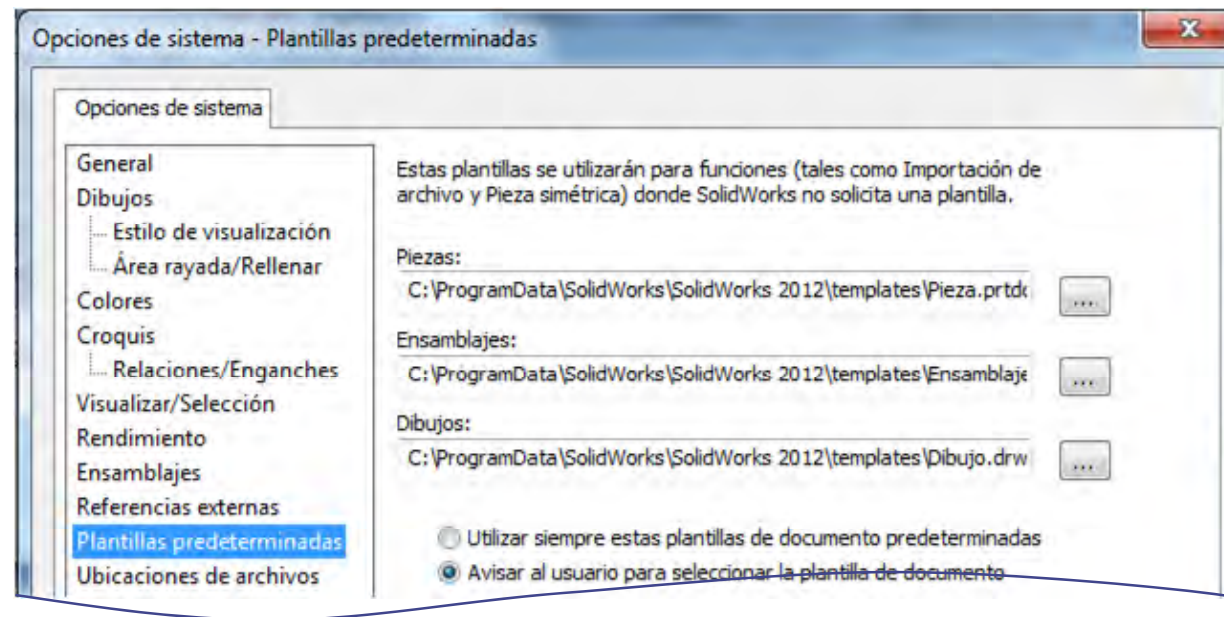 Opciones de sistema - Plantillas predeterminadas
Opciones de sistema
General
Dibujos
Estilo de visualización
Área rayada/Rellenar
Colores
Croquis
Relaciones/Enganches
Visualizar/Selección
Rendimiento
Ensamblajes
Referencias externas
Plantillas predeterminadas
Ubicaciones de archivos
Estas plantillas se utilizarán para funciones (tales como Importación de
archivo y Pieza simétrica) donde SolidWorks no solicita una plantilla.
Piezas:
C:\ProgramData\SolidWorks\SolidWorks 2012\templates\Pieza.prtdo
...
Ensamblajes:
C:\ProgramData\SolidWorks\SolidWorks 2012\templates\Ensamblaje
...
Dibujos:
C:\ProgramData\SolidWorks\SolidWorks 2012\templates\Dibujo.drw
...
Utilizar siempre estas plantillas de documento predeterminadas
Avisar al usuario para seleccionar la plantilla de documento